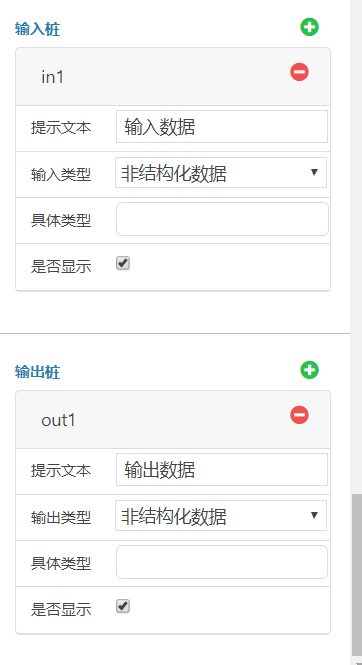 输入桩
in1
提示文本 输入数据
输入类型 非结构化数据
具体类型
是否显示
输出桩
out1
提示文本 输出数据
输出类型 非结构化数据
具体类型
是否显示